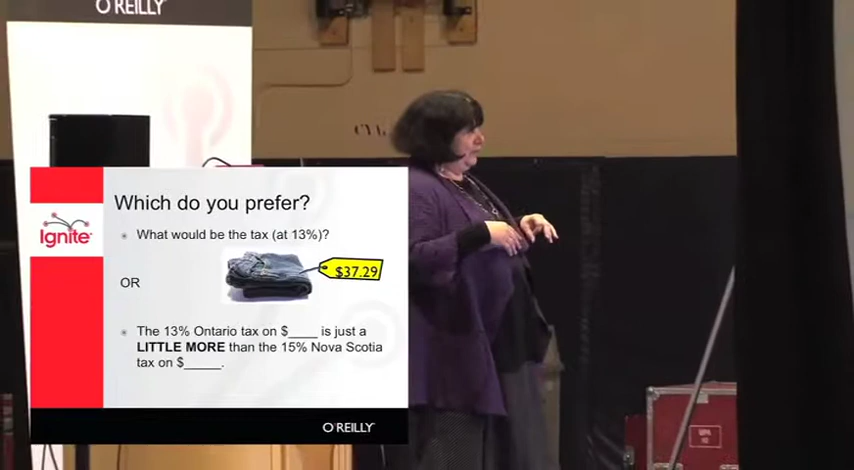 O'REILLY
Which do you prefer?
Ignite
What would be the tax (at 13%)?
$37.29
OR
The 13% Ontario tax on $____ is just a
LITTLE MORE than the 15% Nova Scotia
tax on $_____.
O'REILLY